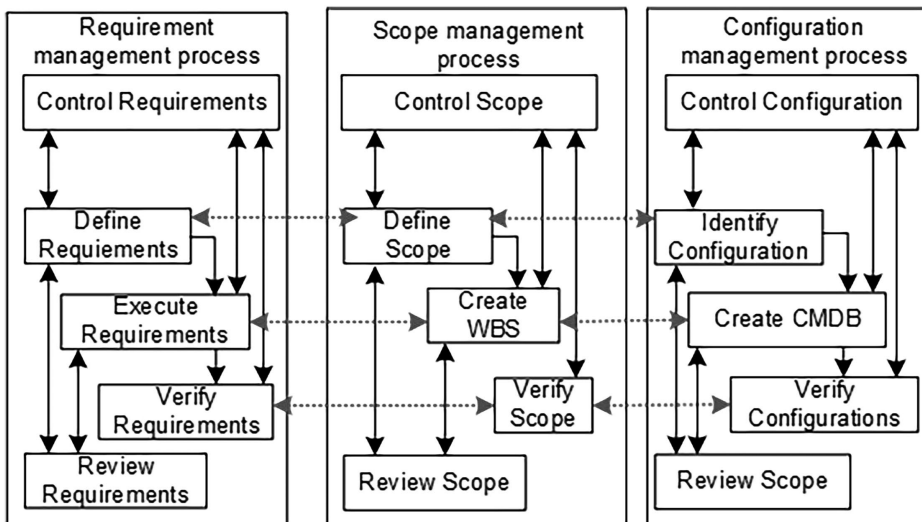 Requirement
management process
Control Requirements
Define
Requiements
Execute
Requirements
Verify
Requirements
Review
Requirements
Scope management
process
Control Scope
Define
Scope
Create
WBS
Verify
Scope
Review Scope
Configuration
management process
Control Configuration
Identify
Configuration
Create CMDB
Verify
Configurations
Review Scope